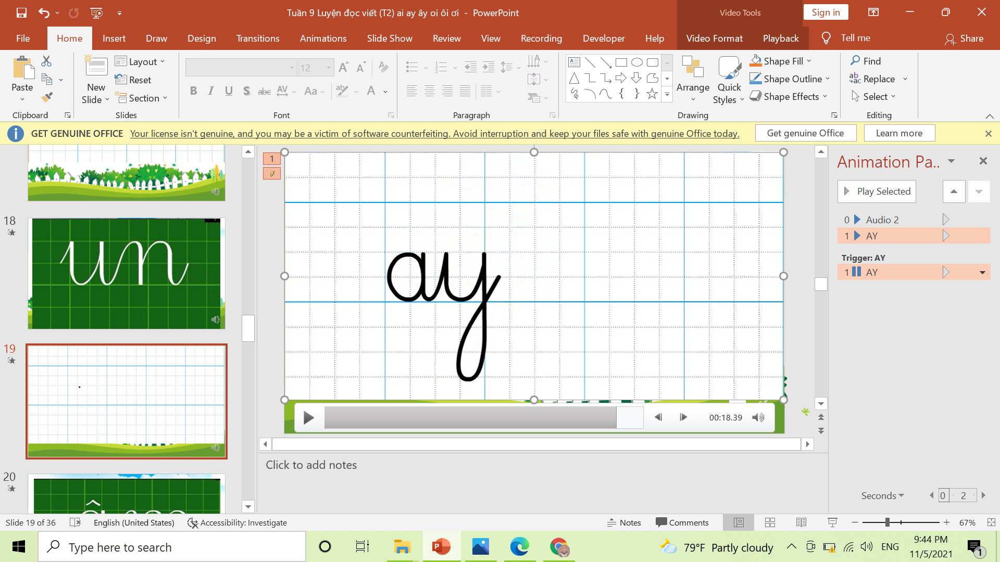 Tuần 9 Luyện đọc viết (T2) ai ay ây oi ôi ơi - PowerPoint
Video Tools
Sign in
File Home Insert Draw Design Transitions Animations Slide Show Review View Recording Developer Help Video Format Playback Tell me Share
Paste
Clipboard
New Slide
Layout
Reset
Section
Slides
12
B I U S abc AV Aa ab A
Font
Paragraph
Arrange
Quick Styles
Shape Fill
Shape Outline
Shape Effects
Drawing
Find
Replace
Select
Editing
GET GENUINE OFFICE Your license isn't genuine, and you may be a victim of software counterfeiting. Avoid interruption and keep your files safe with genuine Office today. Get genuine Office Learn more
18
un
19
20
1
ay
00:18.39
Animation Pa..
Play Selected
0 Audio 2
1 AY
Trigger: AY
1 AY
Seconds 0 2
Click to add notes
Slide 19 of 36 English (United States) Accessibility: Investigate Notes Comments 67%
Type here to search
79°F Partly cloudy ENG
9:44 PM
11/5/2021
1